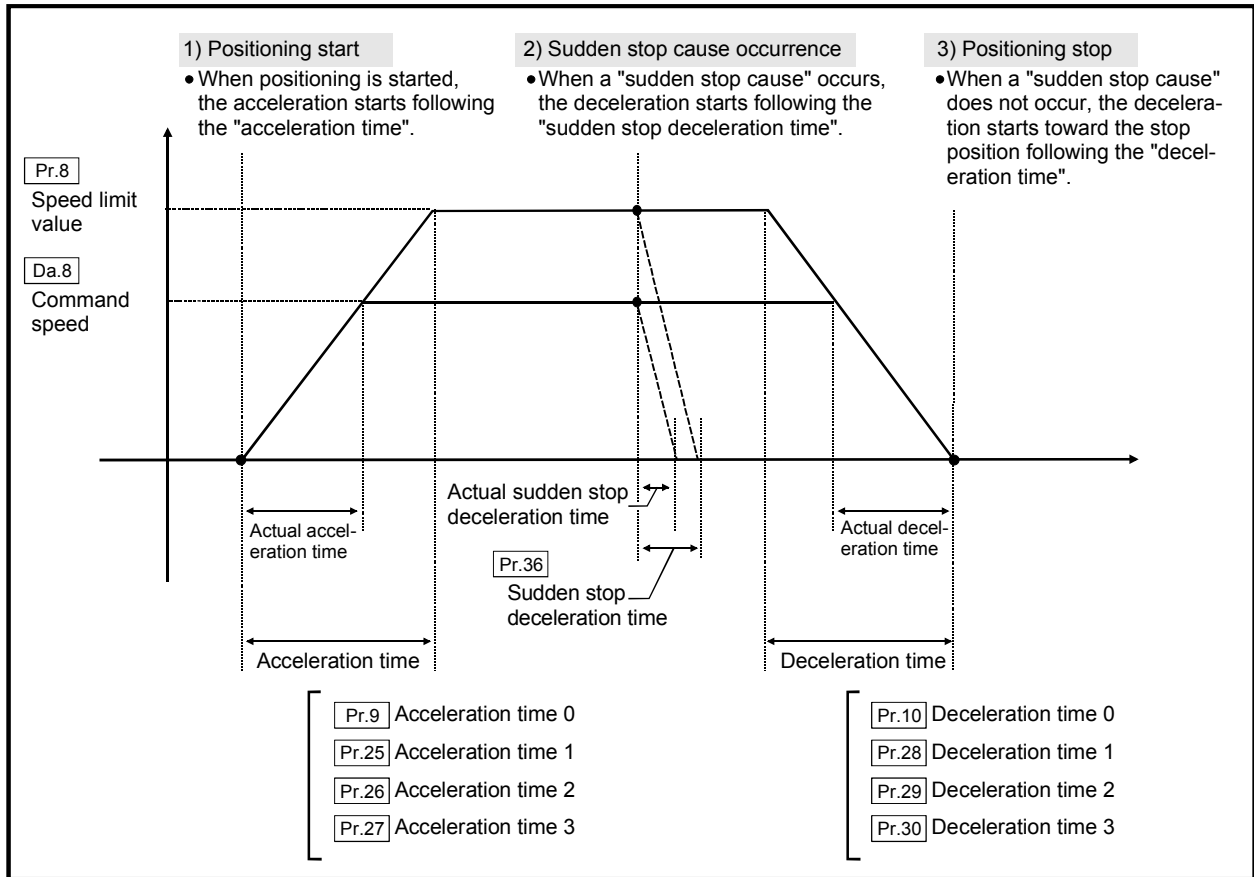 1) Positioning start
• When positioning is started,
the acceleration starts following
the "acceleration time".
2) Sudden stop cause occurrence
• When a "sudden stop cause" occurs,
the deceleration starts following the
"sudden stop deceleration time".
3) Positioning stop
• When a "sudden stop cause"
does not occur, the decelera-
tion starts toward the stop
position following the "decel-
eration time".
Pr.8
Speed limit
value
Da.8
Command
speed
Actual accel-
eration time
Actual sudden stop
deceleration time
Pr.36
Sudden stop
deceleration time
Actual decel-
eration time
Acceleration time
Deceleration time
Pr.9 Acceleration time 0
Pr.25 Acceleration time 1
Pr.26 Acceleration time 2
Pr.27 Acceleration time 3
Pr.10 Deceleration time 0
Pr.28 Deceleration time 1
Pr.29 Deceleration time 2
Pr.30 Deceleration time 3